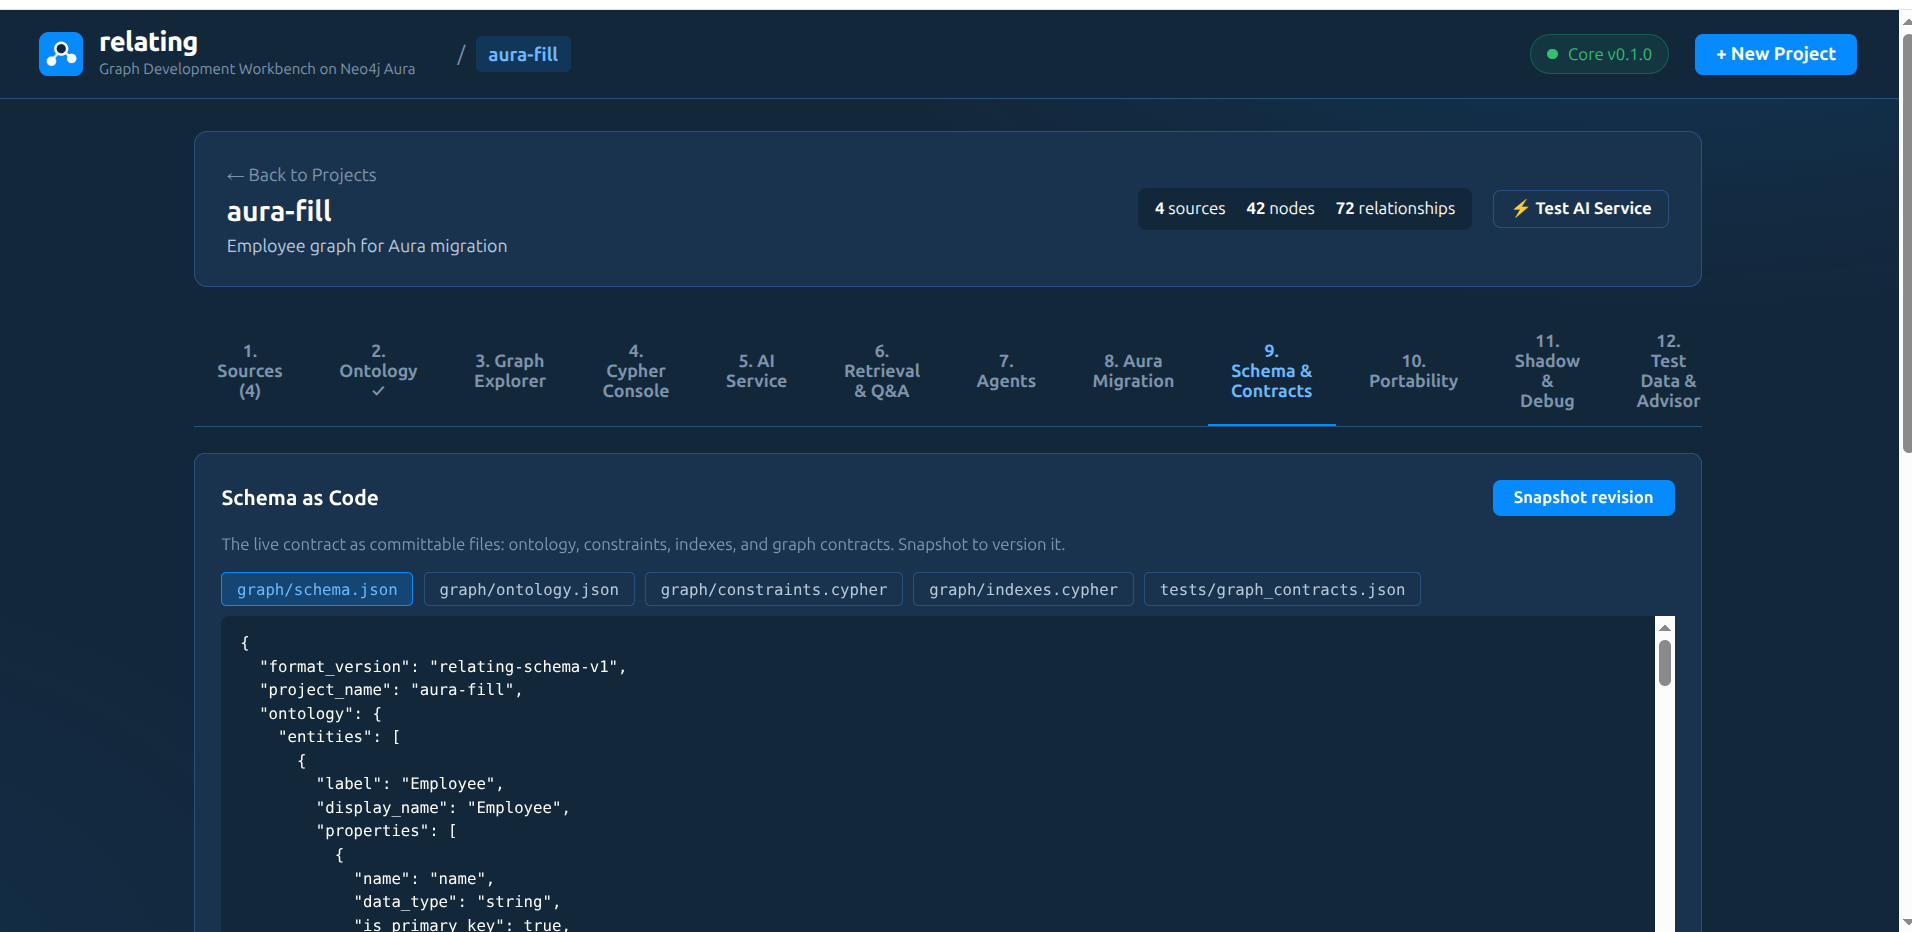 relating
Graph Development Workbench on Neo4j Aura
/ aura-fill
Core v0.1.0
+ New Project
← Back to Projects
aura-fill
Employee graph for Aura migration
4 sources 42 nodes 72 relationships
⚡ Test AI Service
1.
Sources
(4)
2.
Ontology
✓
3. Graph
Explorer
4.
Cypher
Console
5. AI
Service
6.
Retrieval
& Q&A
7.
Agents
8. Aura
Migration
9.
Schema &
Contracts
10.
Portability
11.
Shadow
&
Debug
12.
Test
Data &
Advisor
Schema as Code
Snapshot revision
The live contract as committable files: ontology, constraints, indexes, and graph contracts. Snapshot to version it.
graph/schema.json
graph/ontology.json
graph/constraints.cypher
graph/indexes.cypher
tests/graph_contracts.json
{
  "format_version": "relating-schema-v1",
  "project_name": "aura-fill",
  "ontology": {
    "entities": [
      {
        "label": "Employee",
        "display_name": "Employee",
        "properties": [
          {
            "name": "name",
            "data_type": "string",
            "is_primary_key": true,